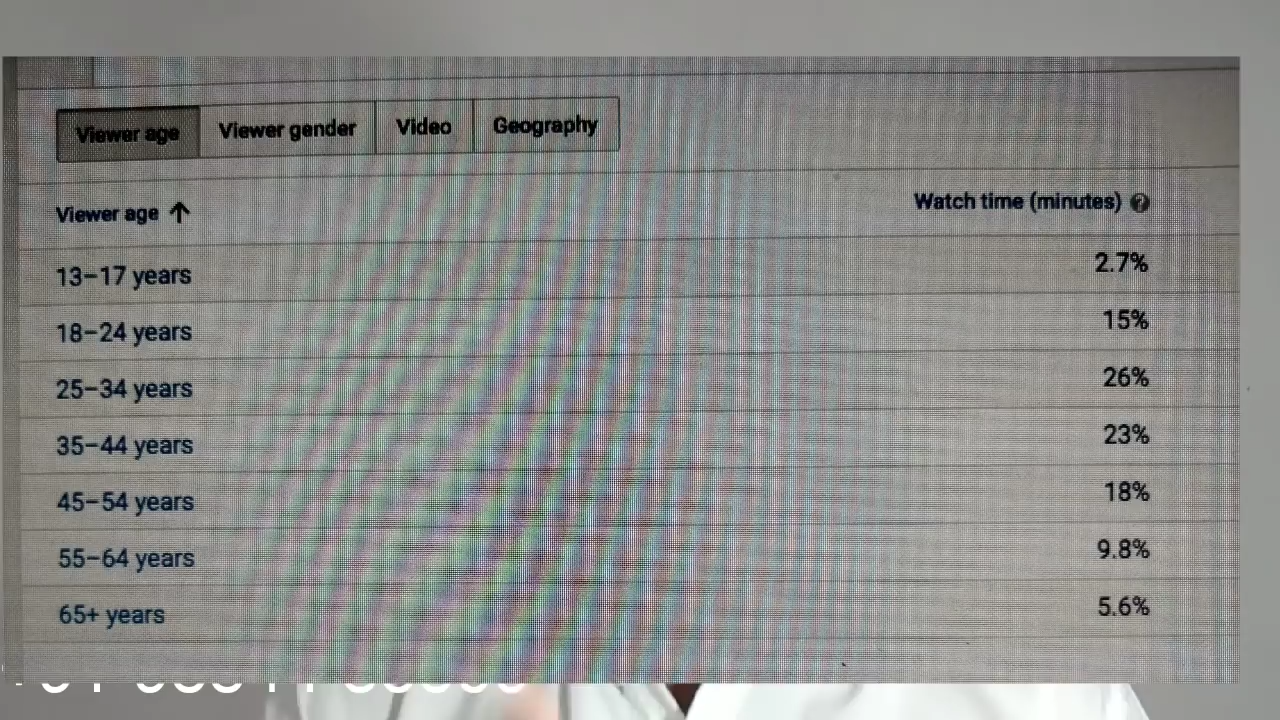 Viewer age Viewer gender Video Geography
Viewer age ↑ Watch time (minutes) ?
13–17 years 2.7%
18–24 years 15%
25–34 years 26%
35–44 years 23%
45–54 years 18%
55–64 years 9.8%
65+ years 5.6%